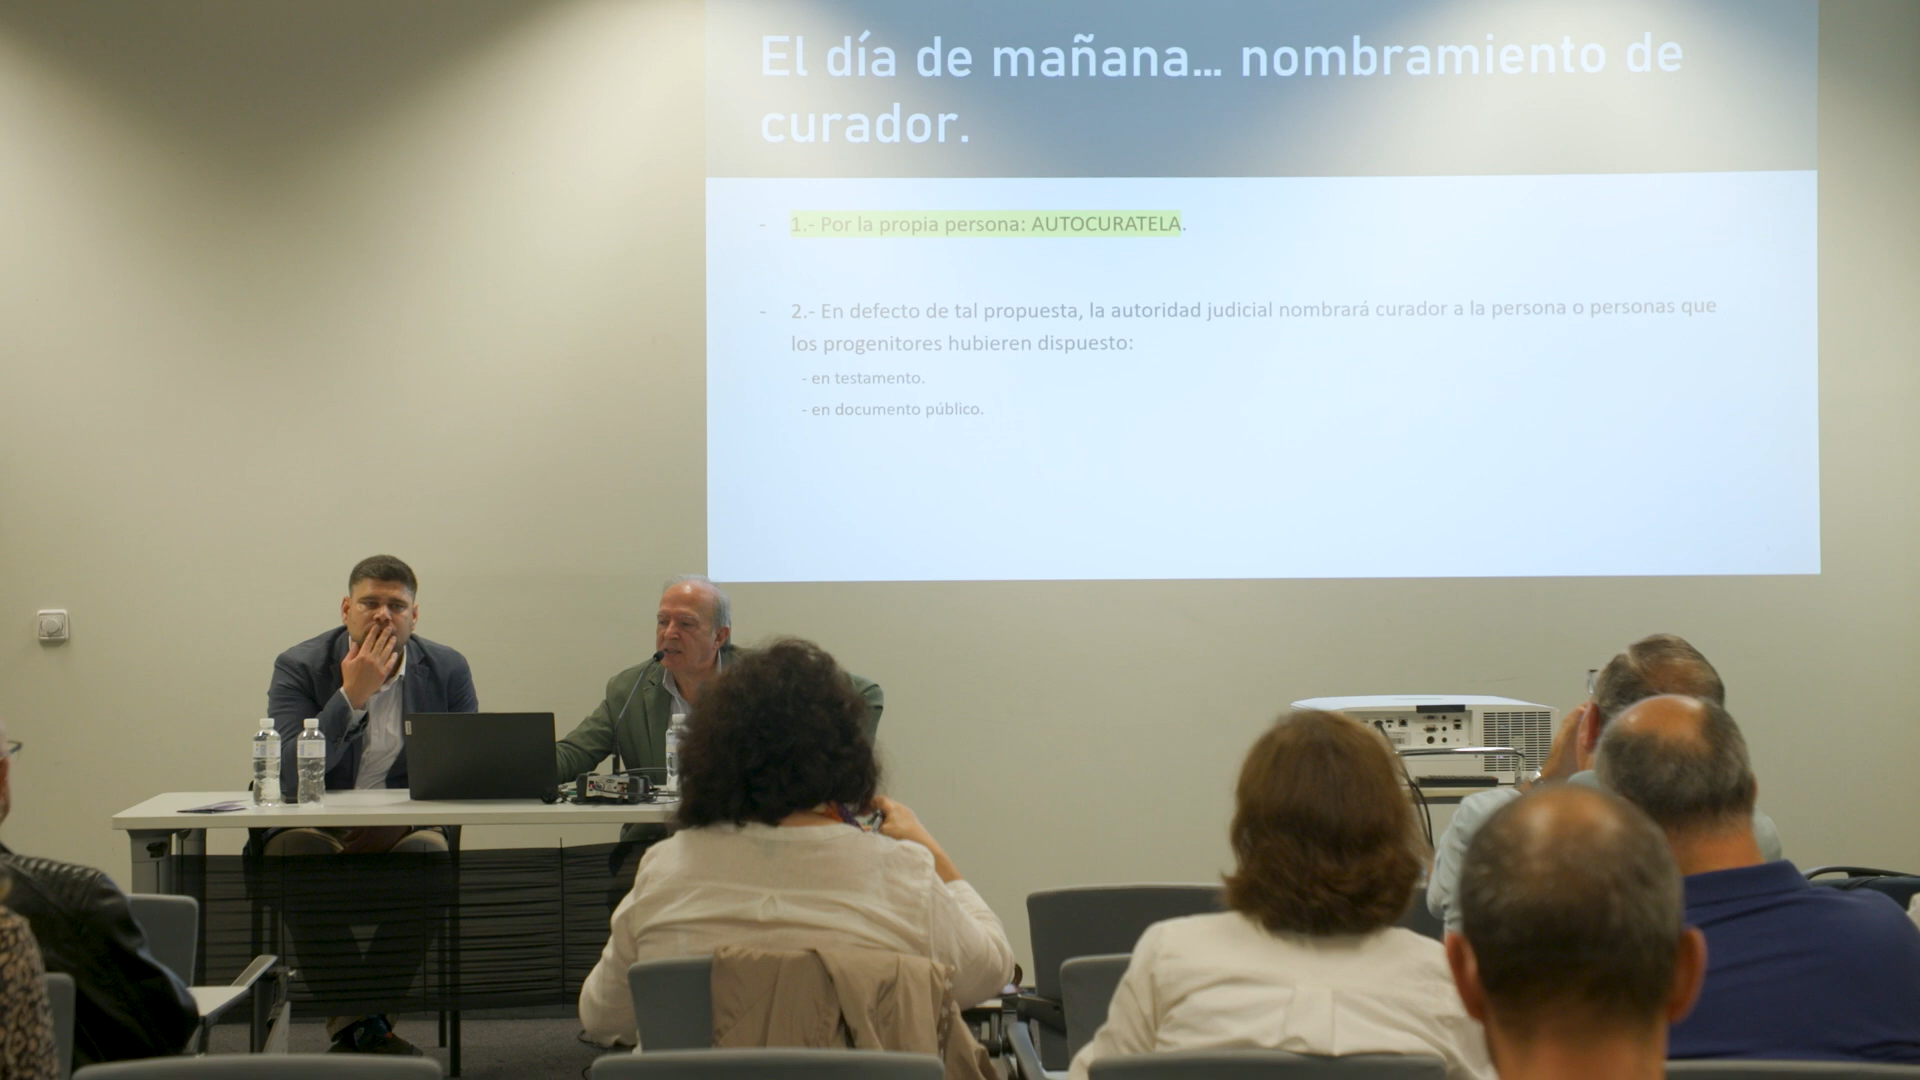 El día de mañana... nombramiento de
curador.
- 1.- Por la propia persona: AUTOCURATELA.
- 2.- En defecto de tal propuesta, la autoridad judicial nombrará curador a la persona o personas que
los progenitores hubieren dispuesto:
- en testamento.
- en documento público.